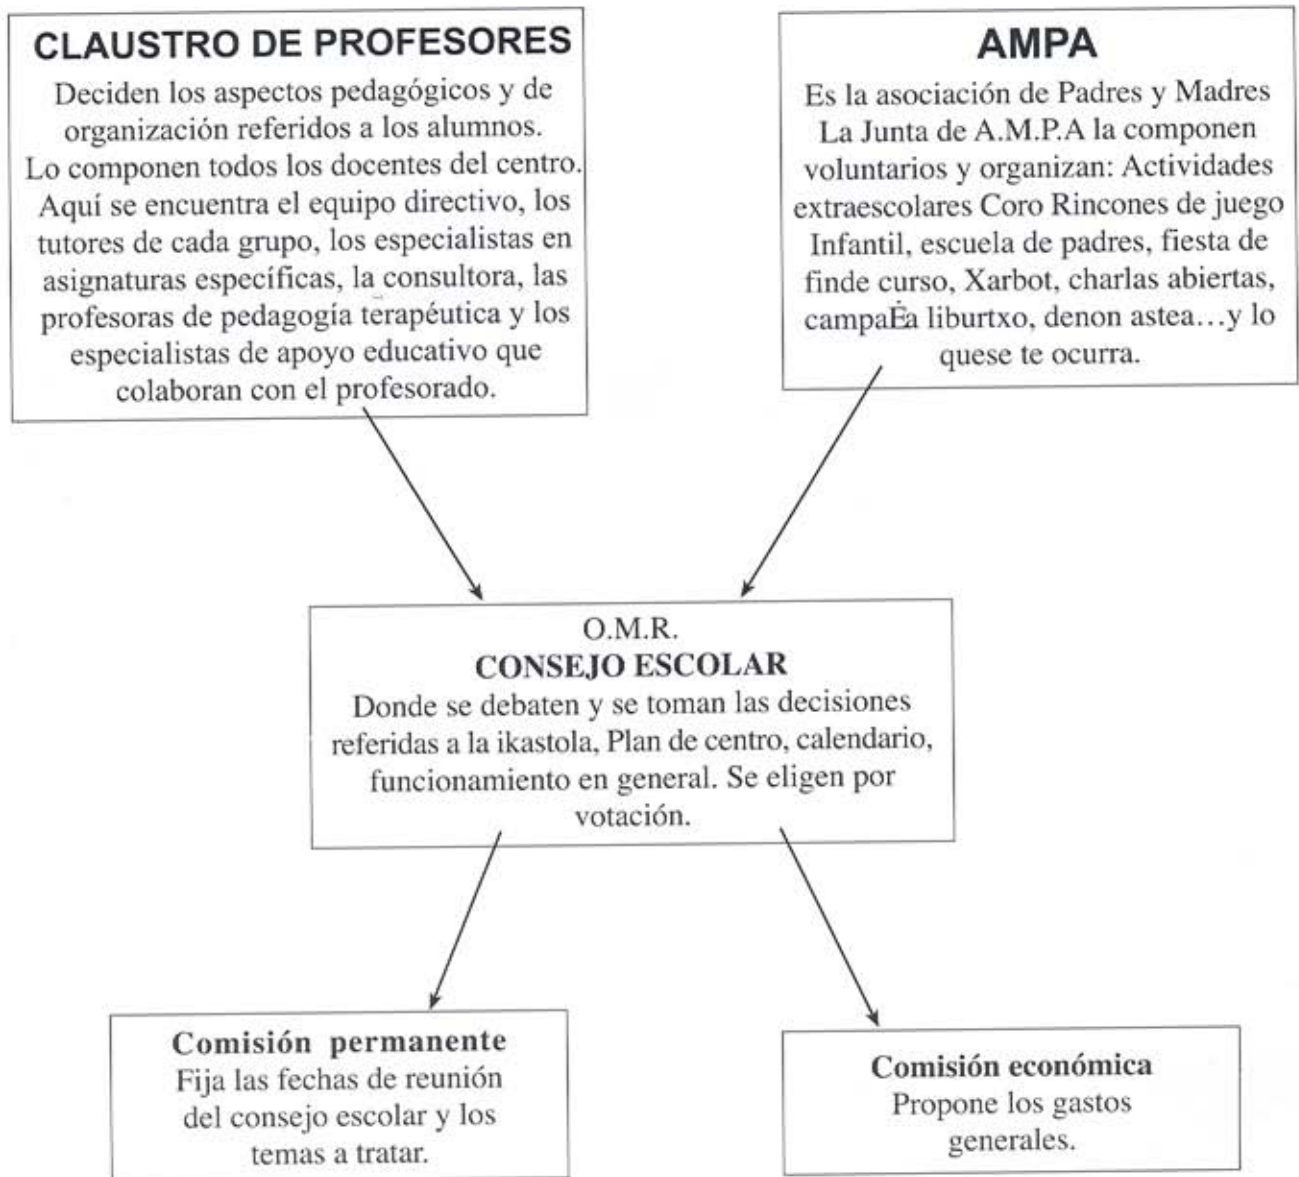 CLAUSTRO DE PROFESORES
Deciden los aspectos pedagógicos y de
organización referidos a los alumnos.
Lo componen todos los docentes del centro.
Aquí se encuentra el equipo directivo, los
tutores de cada grupo, los especialistas en
asignaturas específicas, la consultora, las
profesoras de pedagogía terapéutica y los
especialistas de apoyo educativo que
colaboran con el profesorado.
AMPA
Es la asociación de Padres y Madres
La Junta de A.M.P.A la componen
voluntarios y organizan: Actividades
extraescolares Coro Rincones de juego
Infantil, escuela de padres, fiesta de
finde curso, Xarbot, charlas abiertas,
campaÉa liburtxo, denon astea...y lo
quese te ocurra.
O.M.R.
CONSEJO ESCOLAR
Donde se debaten y se toman las decisiones
referidas a la ikastola, Plan de centro, calendario,
funcionamiento en general. Se eligen por
votación.
Comisión permanente
Fija las fechas de reunión
del consejo escolar y los
temas a tratar.
Comisión económica
Propone los gastos
generales.